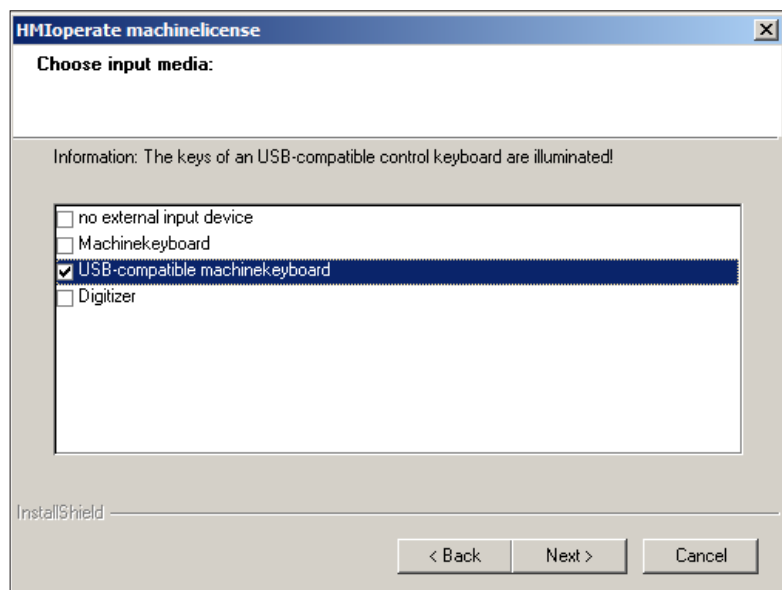 HMIoperate machinelicense
Choose input media:
Information: The keys of an USB-compatible control keyboard are illuminated!
no external input device
Machinekeyboard
USB-compatible machinekeyboard
Digitizer
InstallShield
< Back Next > Cancel